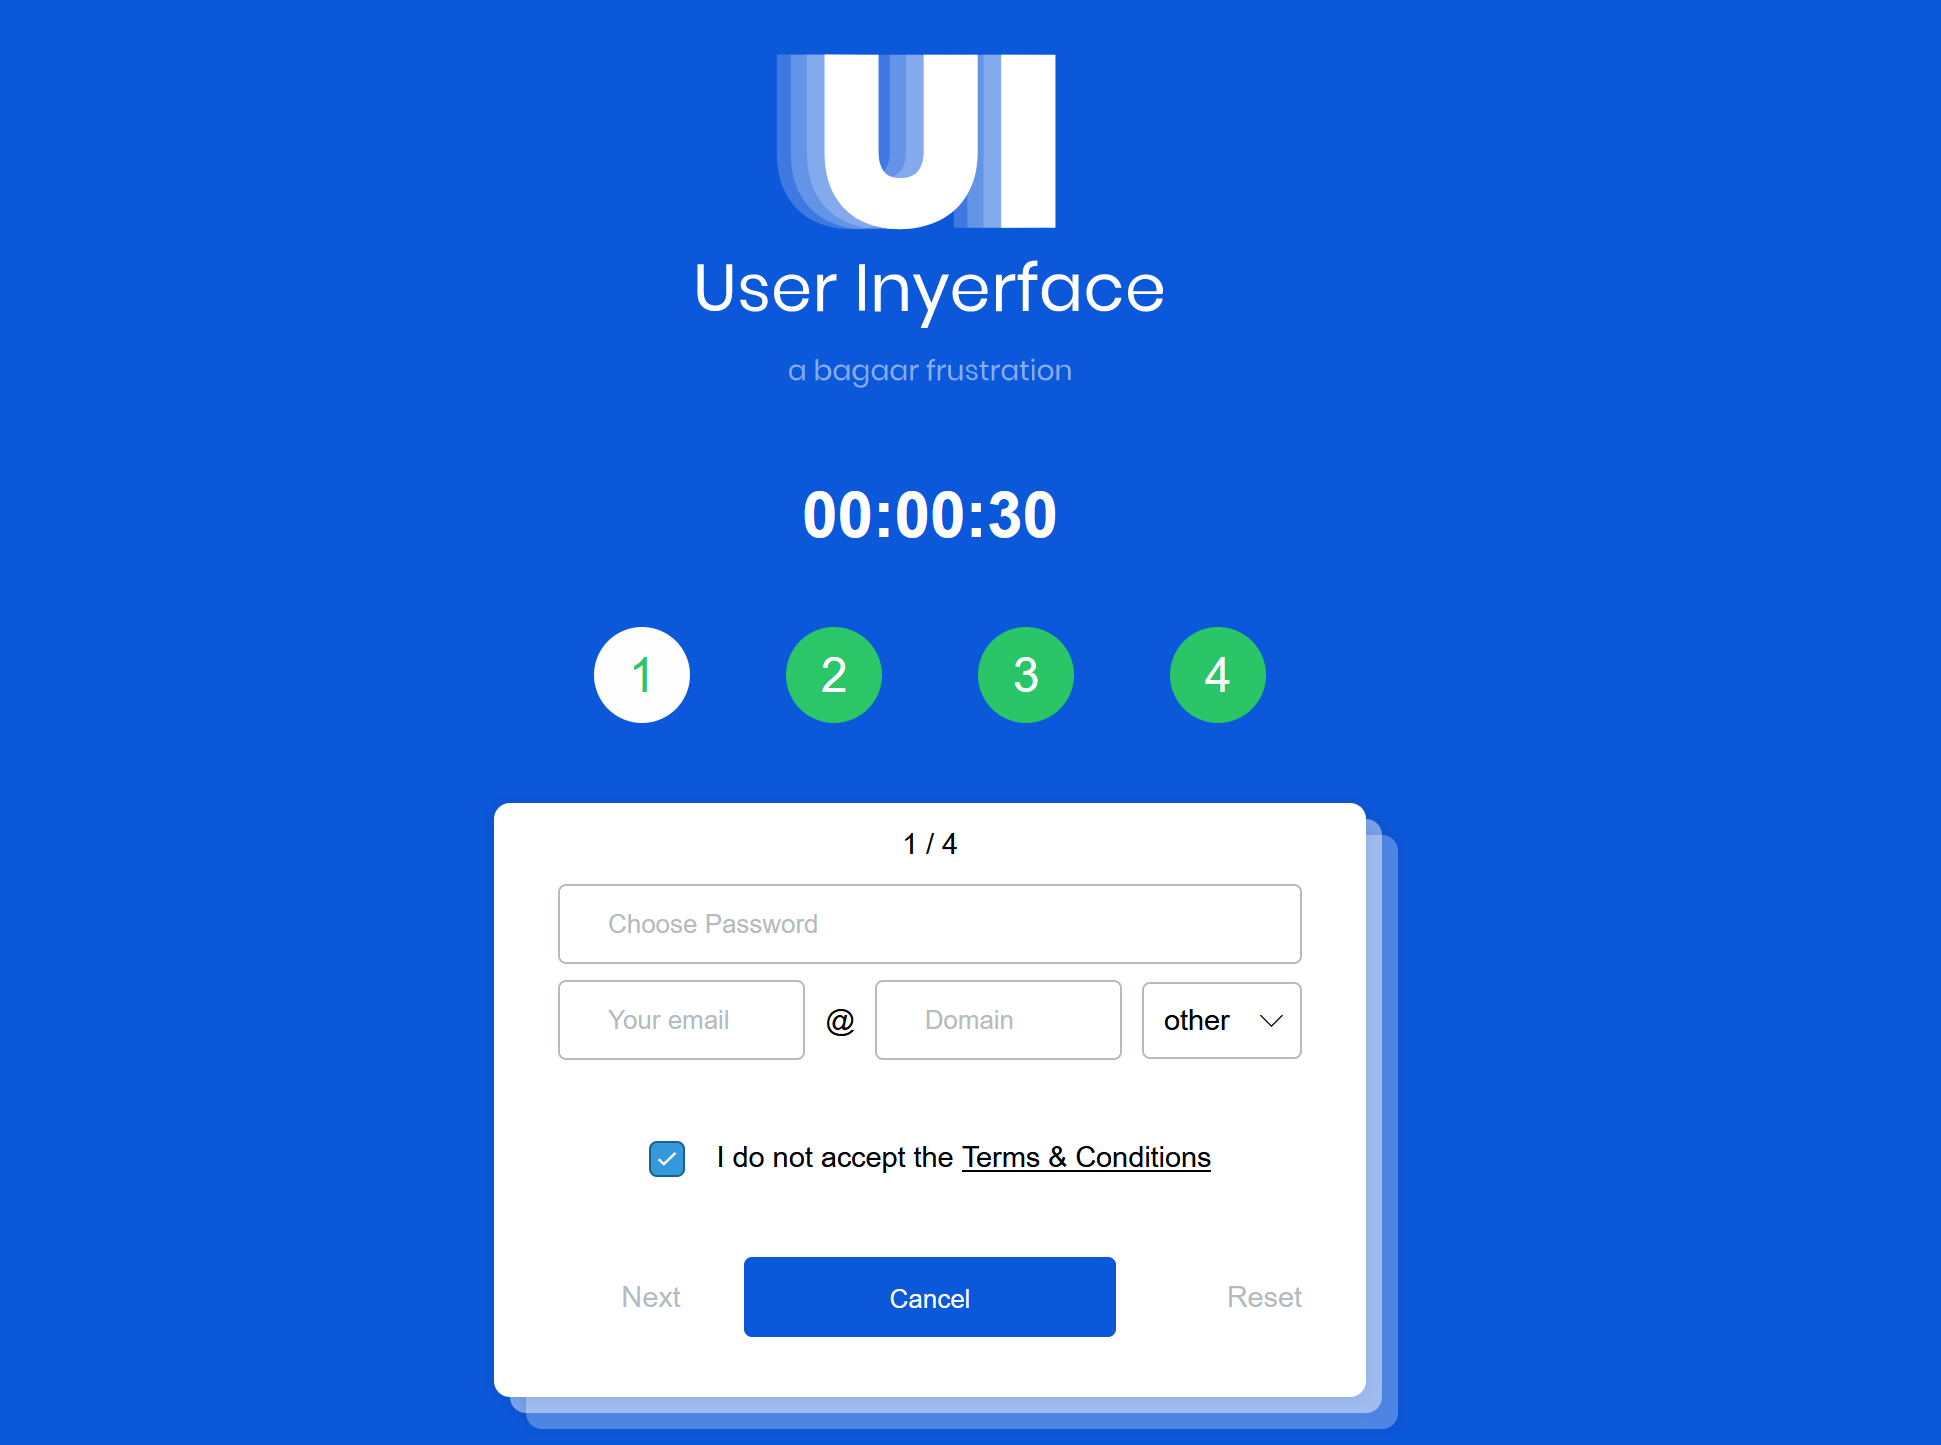 UI
User Inyerface
a bagaar frustration
00:00:30
1 2 3 4
1 / 4
Choose Password
Your email @ Domain other
I do not accept the Terms & Conditions
Next Cancel Reset